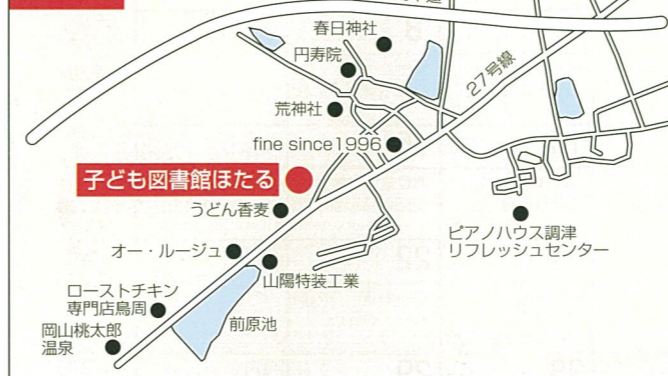 春日神社
円寿院
27号線
荒神社
fine since1996
子ども図書館ほたる
うどん香麦
ピアノハウス調津
リフレッシュセンター
オー・ルージュ
山陽特装工業
ローストチキン
専門店鳥周
前原池
岡山桃太郎
温泉